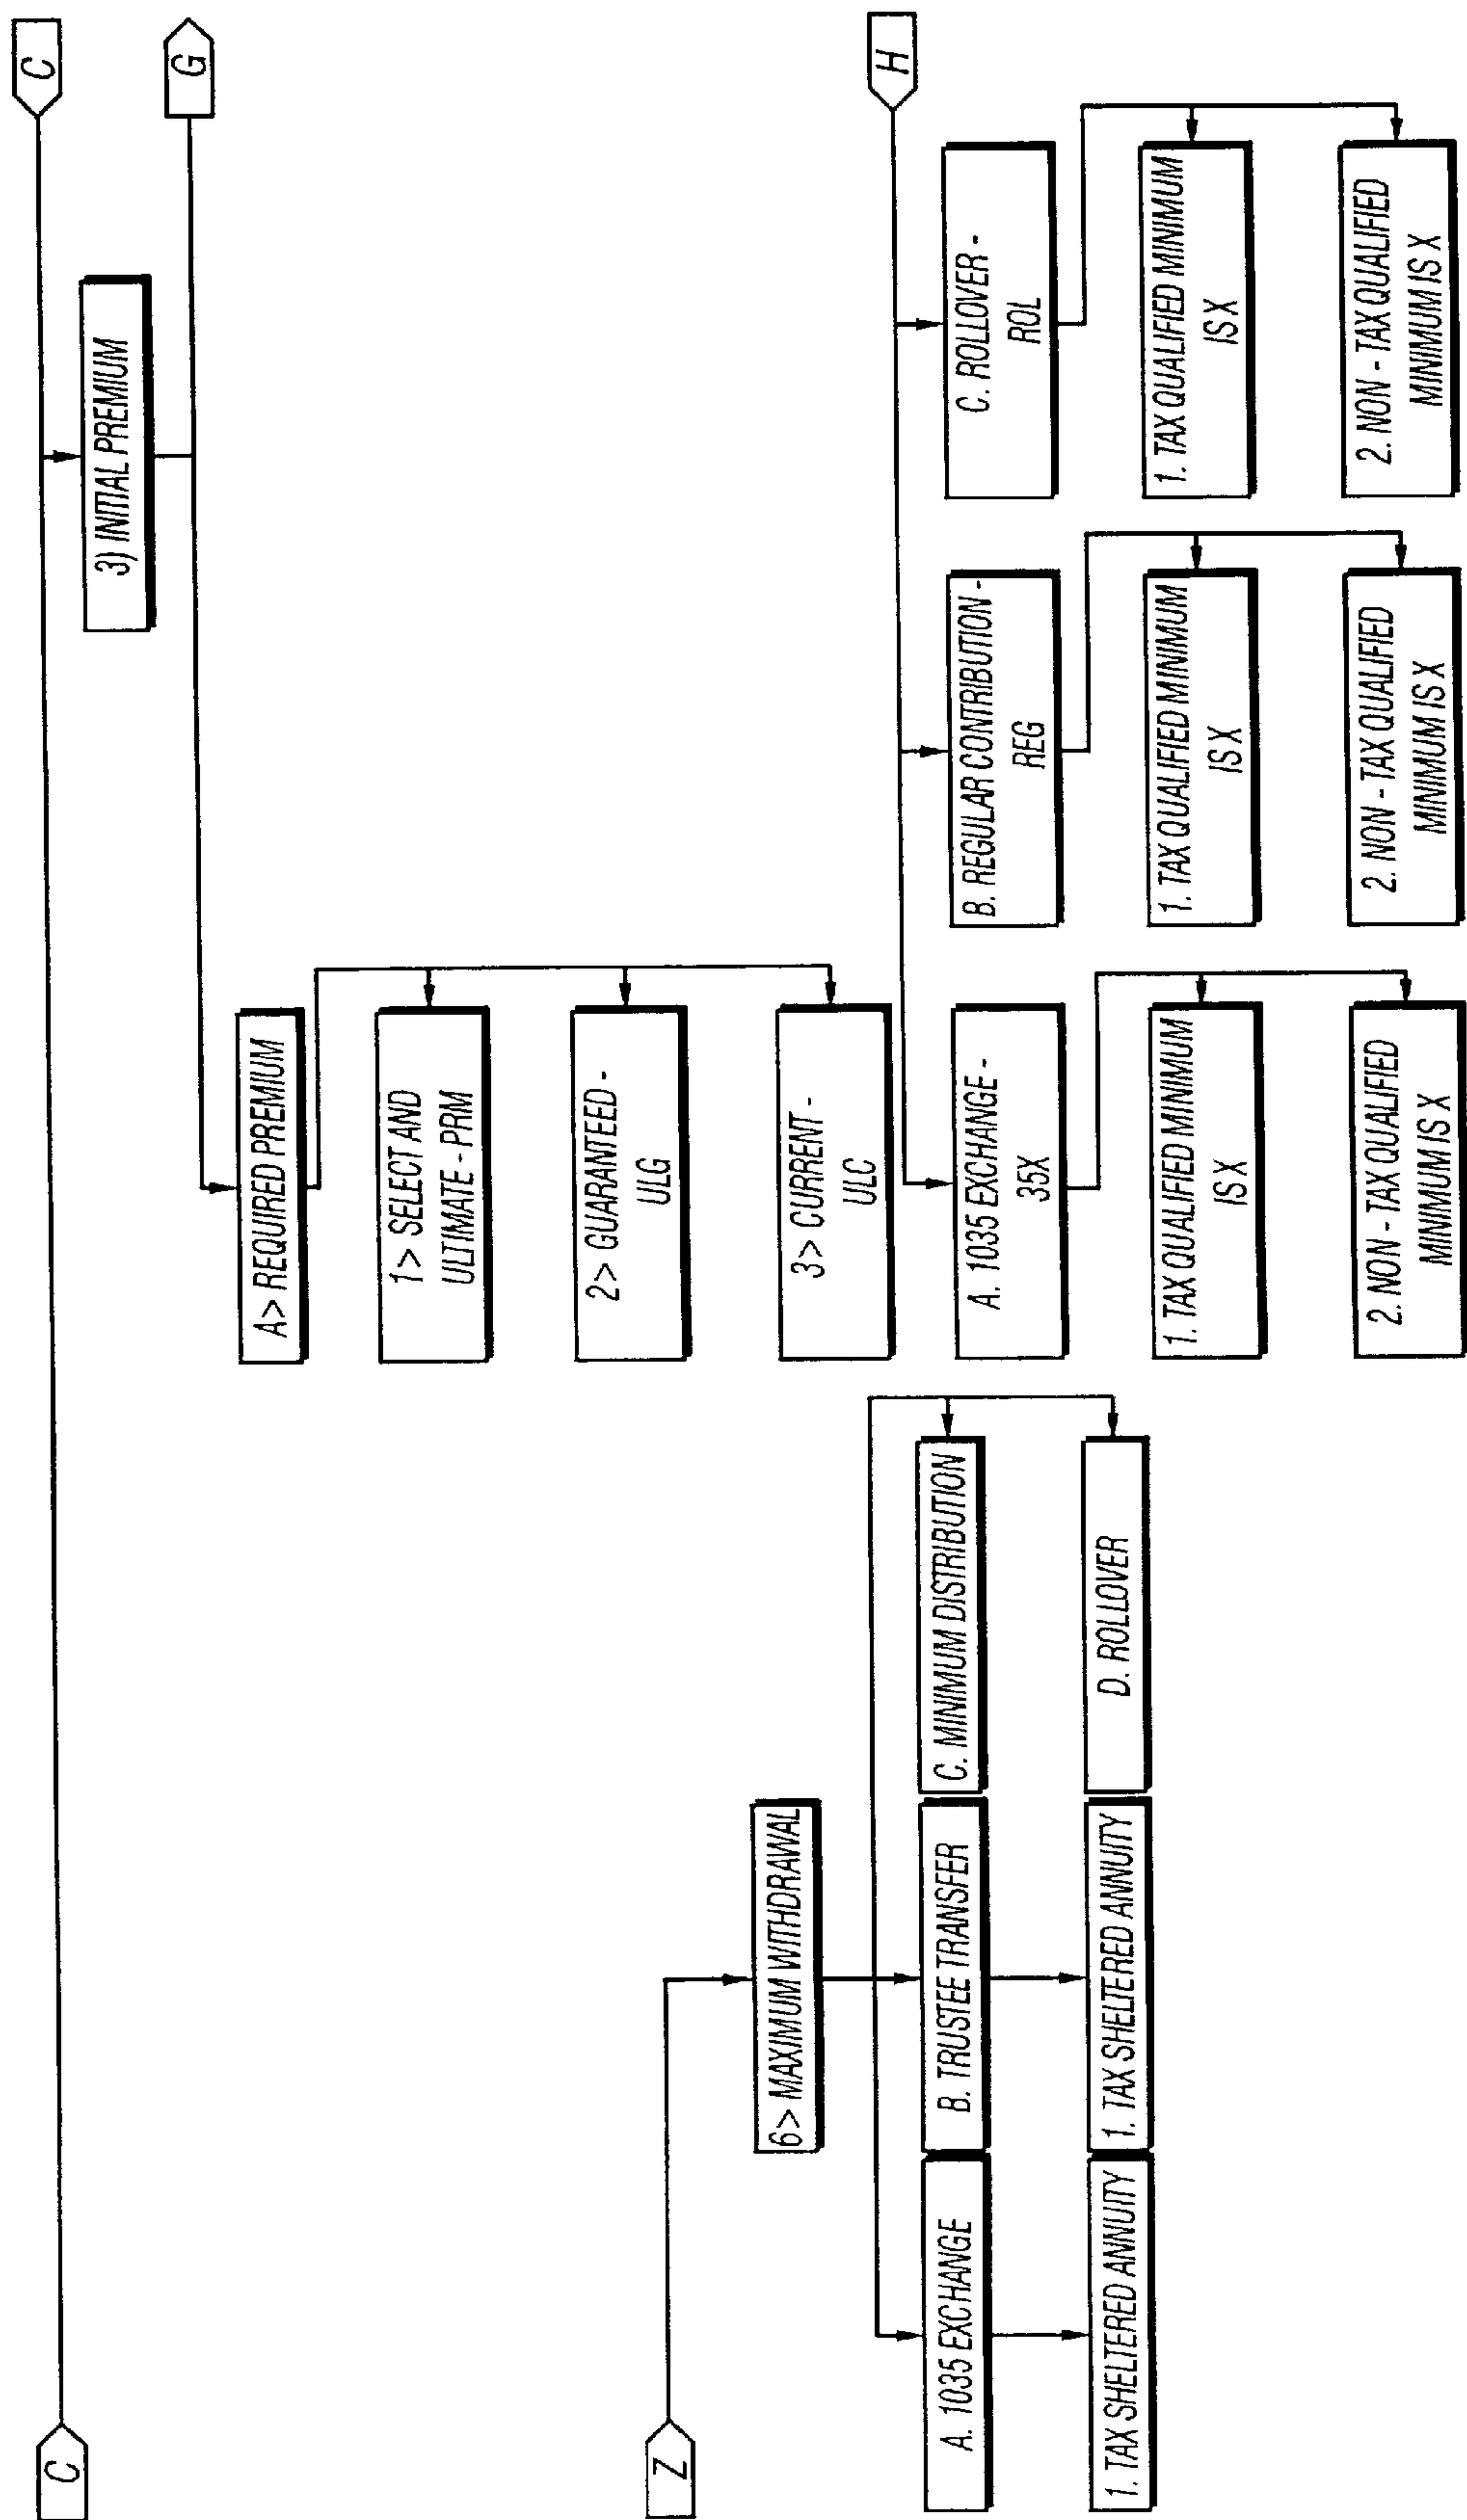 C
C
3) INITIAL PREMIUM
G
A> REQUIRED PREMIUM
1> SELECT AND
ULTIMATE - PRM
2> GUARANTEED -
ULG
3> CURRENT -
ULC
Z
6> MAXIMUM WITHDRAWAL
A. 1035 EXCHANGE
B. TRUSTEE TRANSFER
C. MINIMUM DISTRIBUTION
1. TAX SHELTERED ANNUITY
1. TAX SHELTERED ANNUITY
D. ROLLOVER
H
A. 1035 EXCHANGE -
35X
B. REGULAR CONTRIBUTION -
REG
C. ROLLOVER -
ROL
1. TAX QUALIFIED MINIMUM
IS X
1. TAX QUALIFIED MINIMUM
IS X
1. TAX QUALIFIED MINIMUM
IS X
2. NON - TAX QUALIFIED
MINIMUM IS X
2. NON - TAX QUALIFIED
MINIMUM IS X
2. NON - TAX QUALIFIED
MINIMUM IS X